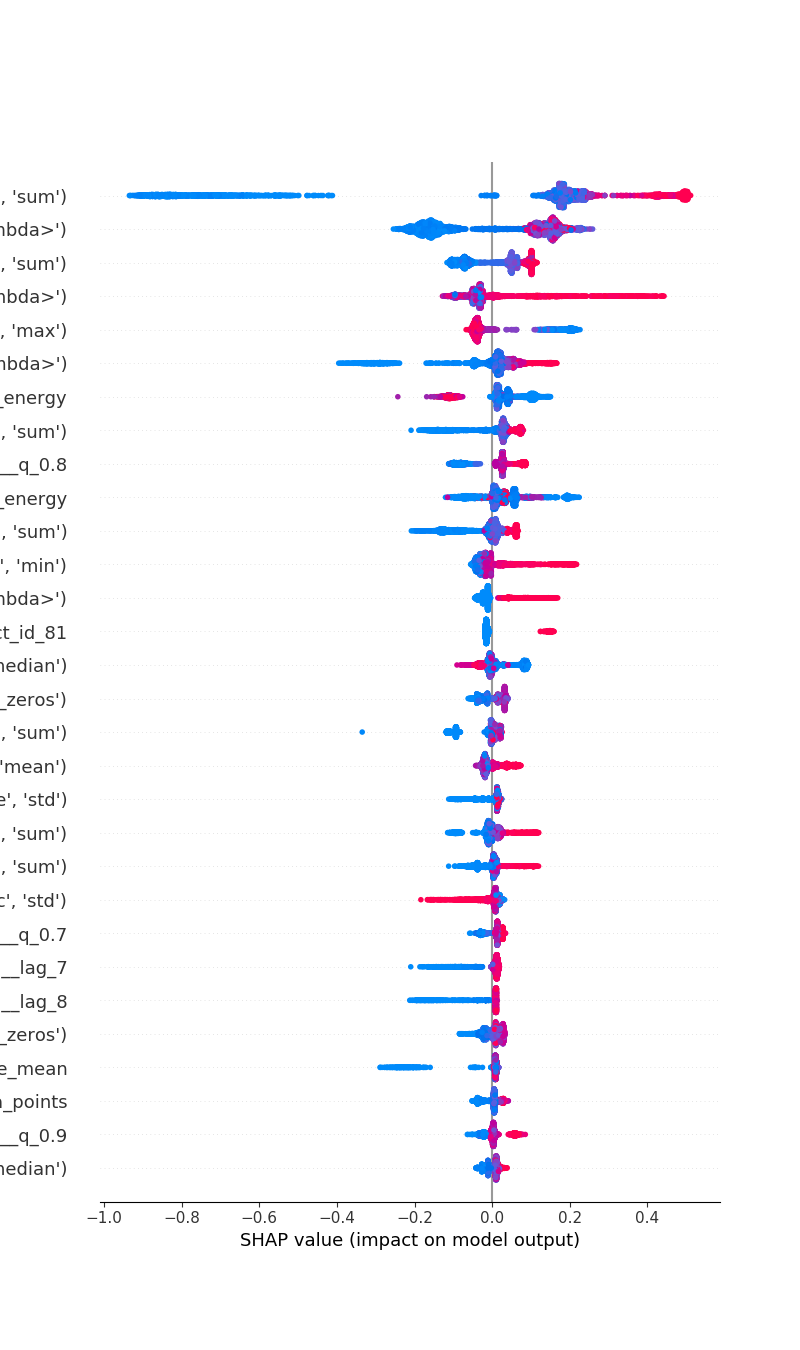 , 'sum')
nbda>')
, 'sum')
nbda>')
, 'max')
nbda>')
_energy
, 'sum')
__q_0.8
_energy
, 'sum')
', 'min')
nbda>')
ct_id_81
nedian')
_zeros')
, 'sum')
'mean')
e', 'std')
, 'sum')
, 'sum')
c', 'std')
__q_0.7
__lag_7
__lag_8
_zeros')
e_mean
n_points
__q_0.9
nedian')
−1.0 −0.8 −0.6 −0.4 −0.2 0.0 0.2 0.4
SHAP value (impact on model output)